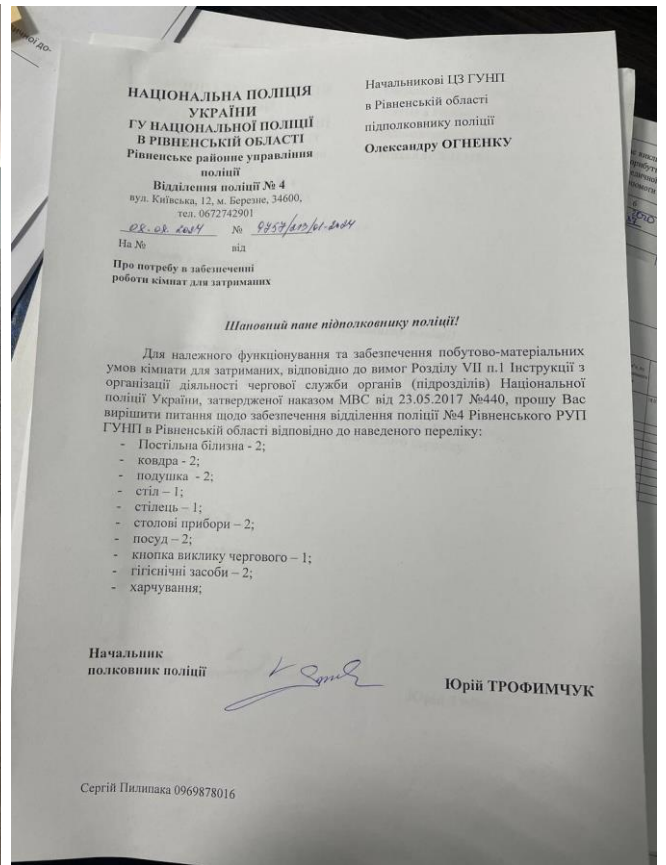 НАЦІОНАЛЬНА ПОЛІЦІЯ
УКРАЇНИ
ГУ НАЦІОНАЛЬНОЇ ПОЛІЦІЇ
В РІВНЕНСЬКІЙ ОБЛАСТІ
Рівненське районне управління
поліції
Відділення поліції № 4
вул. Київська, 12, м. Березне, 34600,
тел. 0672742901
08.08.2024 № 9757/213/01-2024
На № від
Про потребу в забезпеченні
роботи кімнат для затриманих
Начальникові ЦЗ ГУНП
в Рівненській області
підполковнику поліції
Олександру ОГНЕНКУ
Шановний пане підполковнику поліції!
Для належного функціонування та забезпечення побутово-матеріальних
умов кімнати для затриманих, відповідно до вимог Розділу VII п.1 Інструкції з
організації діяльності чергової служби органів (підрозділів) Національної
поліції України, затвердженої наказом МВС від 23.05.2017 №440, прошу Вас
вирішити питання щодо забезпечення відділення поліції №4 Рівненського РУП
ГУНП в Рівненській області відповідно до наведеного переліку:
- Постільна білизна - 2;
- ковдра - 2;
- подушка - 2;
- стіл – 1;
- стілець – 1;
- столові прибори – 2;
- посуд – 2;
- кнопка виклику чергового – 1;
- гігієнічні засоби – 2;
- харчування;
Начальник
полковник поліції
Юрій ТРОФИМЧУК
Сергій Пилипака 0969878016